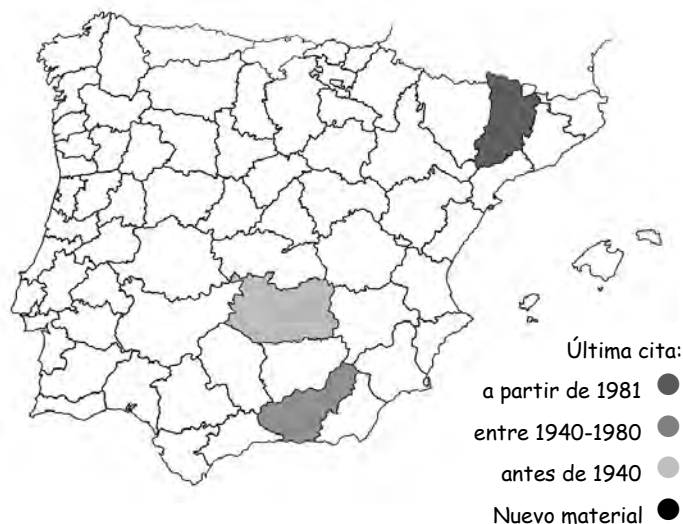 Última cita:
a partir de 1981
entre 1940-1980
antes de 1940
Nuevo material